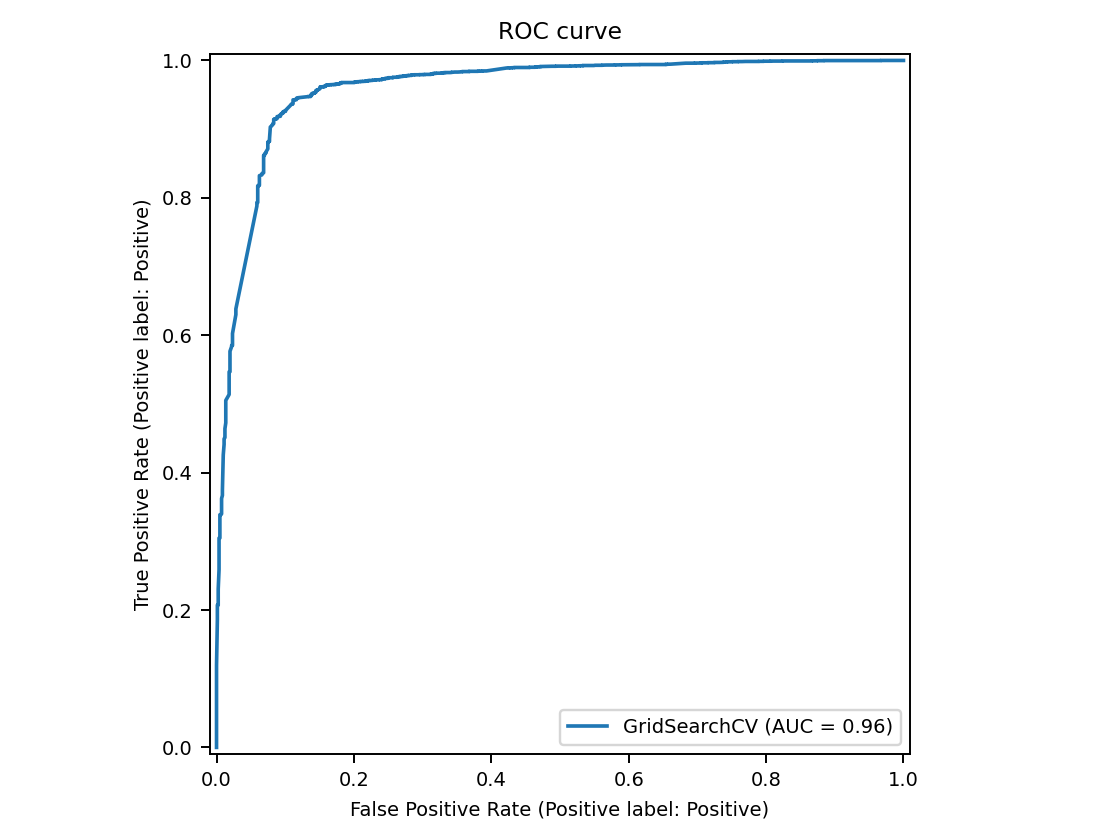 ROC curve
True Positive Rate (Positive label: Positive)
1.0
0.8
0.6
0.4
0.2
0.0
GridSearchCV (AUC = 0.96)
0.0 0.2 0.4 0.6 0.8 1.0
False Positive Rate (Positive label: Positive)